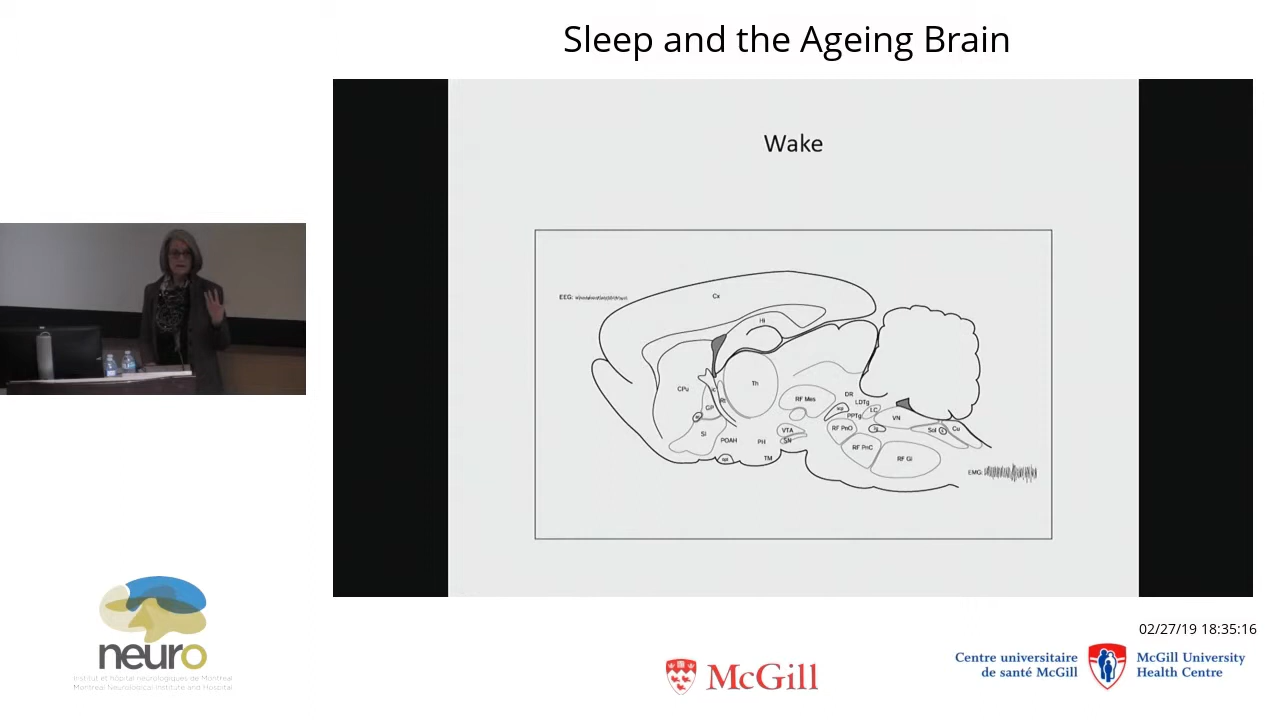 Sleep and the Ageing Brain
Wake
EEG:
Cx
Hi
CPu
Th
GP
SI
POAH
PH
TM
VTA
SN
RF Mes
DR
LDTg
LC
PPTg
scp
RF PnO
RF PnC
RF Gi
VN
Sol
Cu
opt
EMG:
02/27/19 18:35:16
neuro
Institut et hôpital neurologiques de Montréal
Montreal Neurological Institute and Hospital
McGill
Centre universitaire
de santé McGill
McGill University
Health Centre